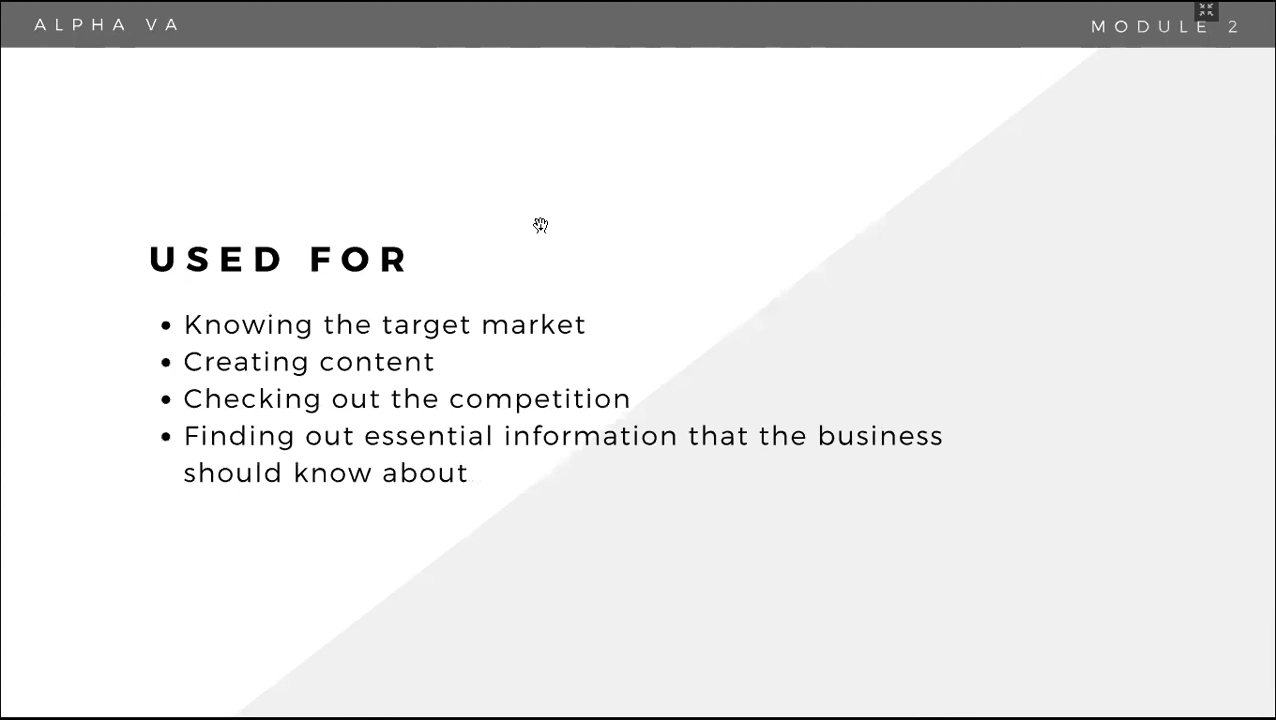 ALPHA VA
MODULE 2
USED FOR
• Knowing the target market
• Creating content
• Checking out the competition
• Finding out essential information that the business
should know about